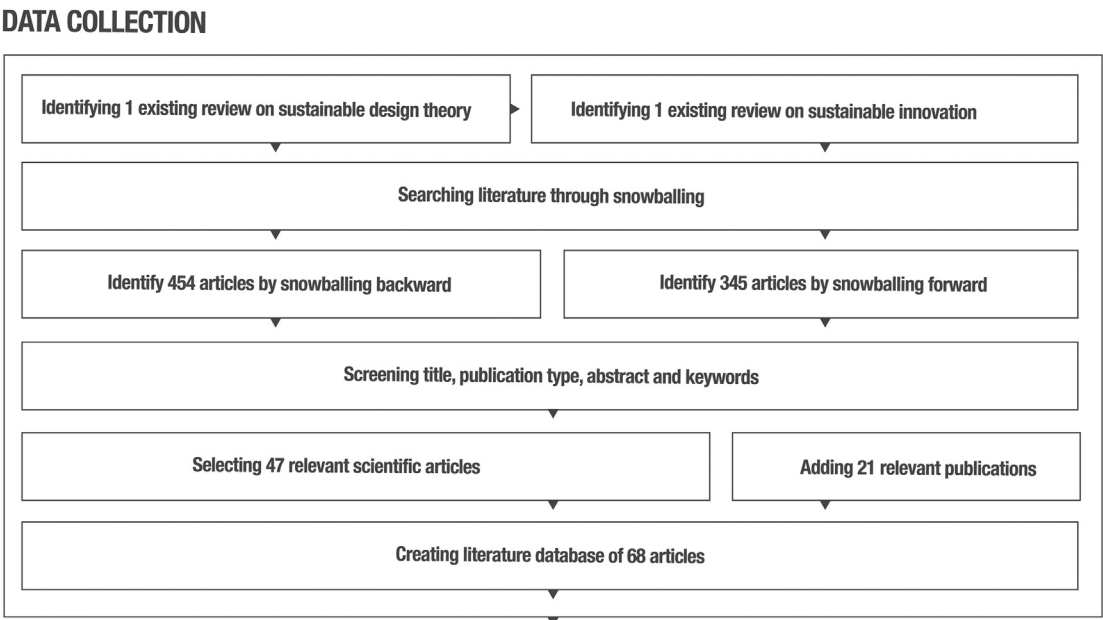 DATA COLLECTION
Identifying 1 existing review on sustainable design theory
Identifying 1 existing review on sustainable innovation
Searching literature through snowballing
Identify 454 articles by snowballing backward
Identify 345 articles by snowballing forward
Screening title, publication type, abstract and keywords
Selecting 47 relevant scientific articles
Adding 21 relevant publications
Creating literature database of 68 articles